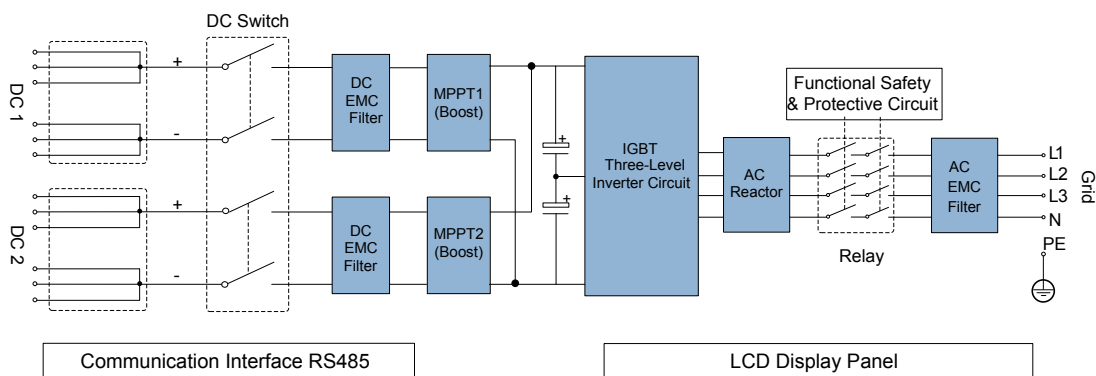 DC Switch
DC 1
+
-
DC
EMC
Filter
MPPT1
(Boost)
+
+
DC 2
+
-
DC
EMC
Filter
MPPT2
(Boost)
IGBT
Three-Level
Inverter Circuit
AC
Reactor
Functional Safety
& Protective Circuit
Relay
AC
EMC
Filter
L1
L2
L3
N
Grid
PE
Communication Interface RS485
LCD Display Panel